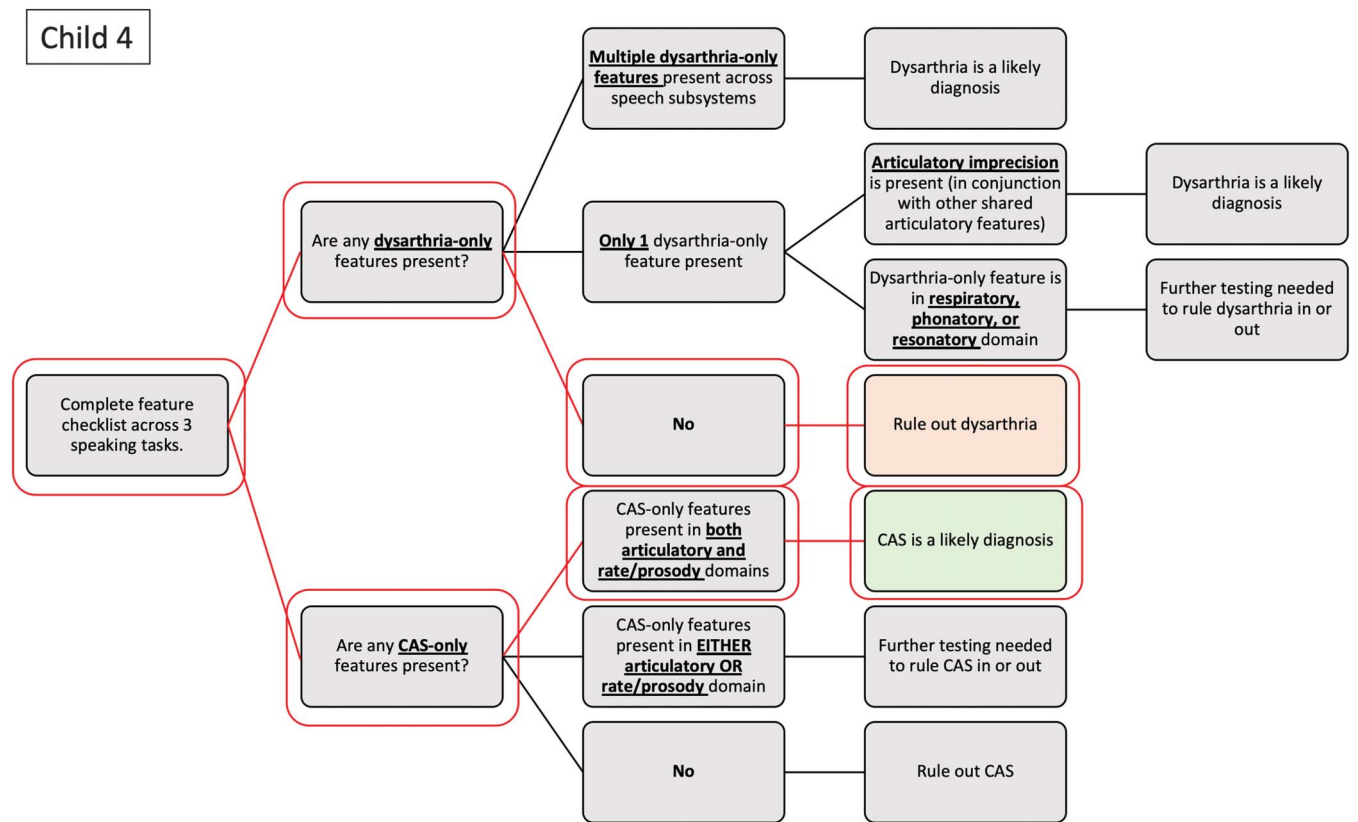 Child 4
Multiple dysarthria-only
features present across
speech subsystems
Dysarthria is a likely
diagnosis
Articulatory imprecision
is present (in conjunction
with other shared
articulatory features)
Dysarthria is a likely
diagnosis
Are any dysarthria-only
features present?
Only 1 dysarthria-only
feature present
Dysarthria-only feature is
in respiratory,
phonatory, or
resonatory domain
Further testing needed
to rule dysarthria in or
out
Complete feature
checklist across 3
speaking tasks.
No
Rule out dysarthria
CAS-only features
present in both
articulatory and
rate/prosody domains
CAS is a likely diagnosis
Are any CAS-only
features present?
CAS-only features
present in EITHER
articulatory OR
rate/prosody domain
Further testing needed
to rule CAS in or out
No
Rule out CAS